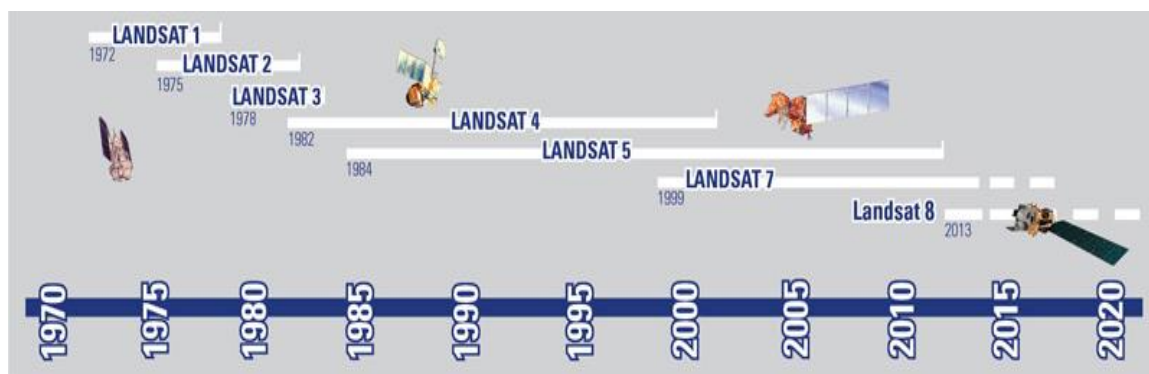 LANDSAT 1
1972
LANDSAT 2
1975
LANDSAT 3
1978
LANDSAT 4
1982
LANDSAT 5
1984
LANDSAT 7
1999
Landsat 8
2013
1970
1975
1980
1985
1990
1995
2000
2005
2010
2015
2020